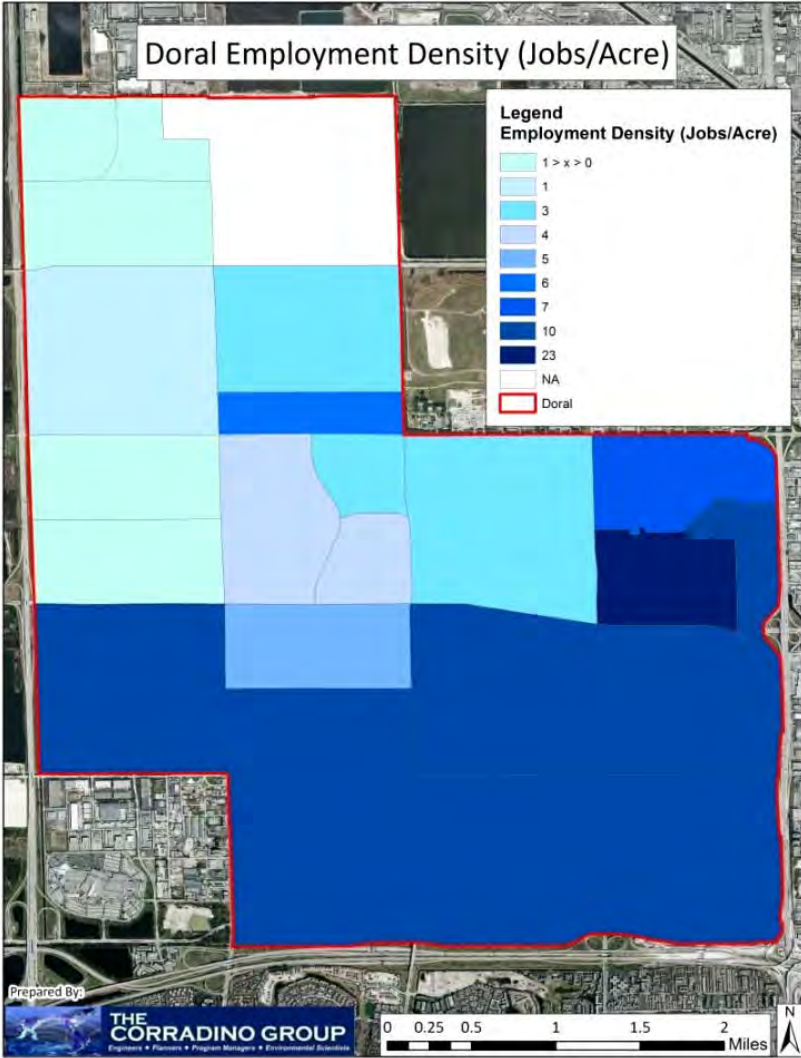 Doral Employment Density (Jobs/Acre)
Legend
Employment Density (Jobs/Acre)
1 > x > 0
1
3
4
5
6
7
10
23
NA
Doral
Prepared By:
THE
CORRADINO GROUP
Engineers • Planners • Program Managers • Environmental Scientists
0 0.25 0.5 1 1.5 2
Miles
N